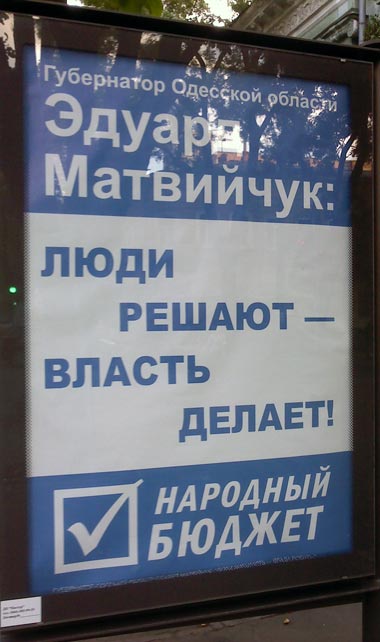 Губернатор Одесской области
Эдуард
Матвийчук:
ЛЮДИ
РЕШАЮТ —
ВЛАСТЬ
ДЕЛАЕТ!
НАРОДНЫЙ
БЮДЖЕТ